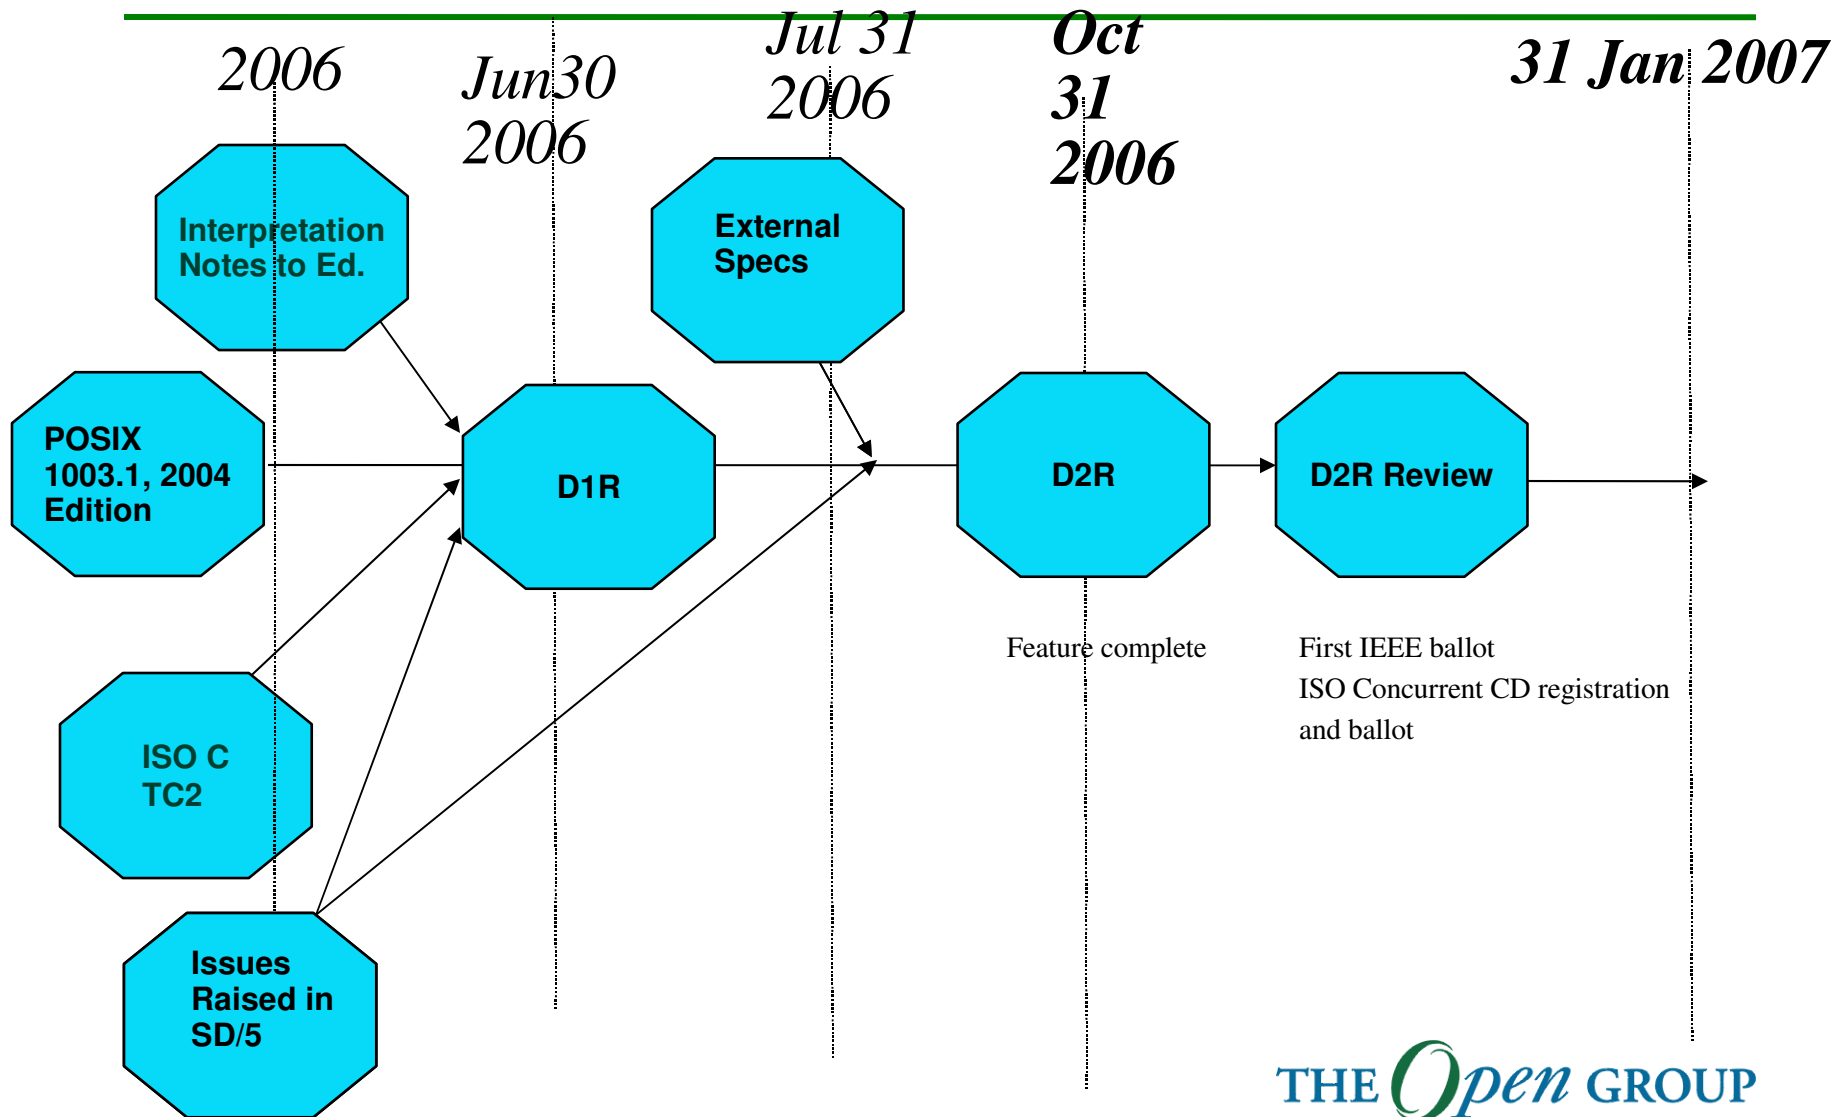 2006
Jun30
2006
Jul 31
2006
Oct
31
2006
31 Jan 2007
Interpretation
Notes to Ed.
External
Specs
POSIX
1003.1, 2004
Edition
D1R
D2R
D2R Review
Feature complete
First IEEE ballot
ISO Concurrent CD registration
and ballot
ISO C
TC2
Issues
Raised in
SD/5
THE Open GROUP